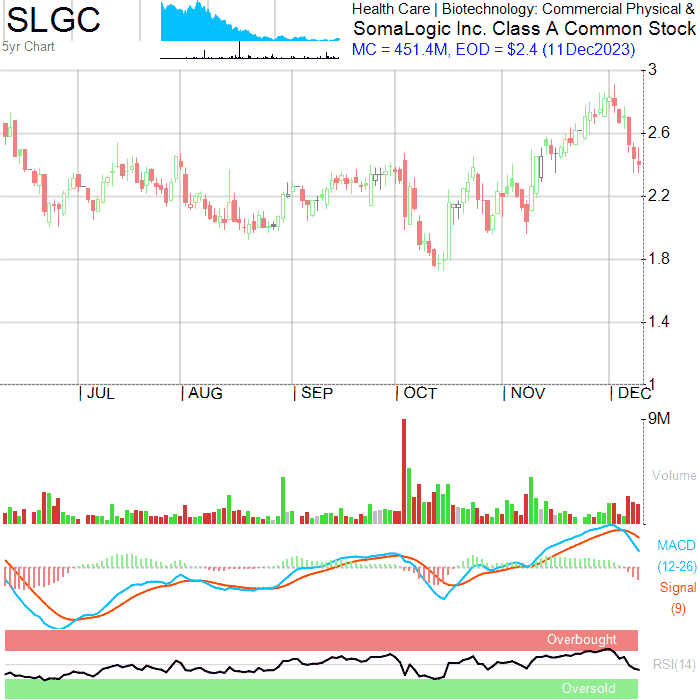 SLGC
5yr Chart
Health Care | Biotechnology: Commercial Physical &
SomaLogic Inc. Class A Common Stock
MC = 451.4M, EOD = $2.4 (11Dec2023)
3
2.6
2.2
1.8
1.4
1
| JUL | AUG | SEP | OCT | NOV | DEC
9M
Volume
MACD
(12-26)
Signal
(9)
Overbought
RSI(14)
Oversold